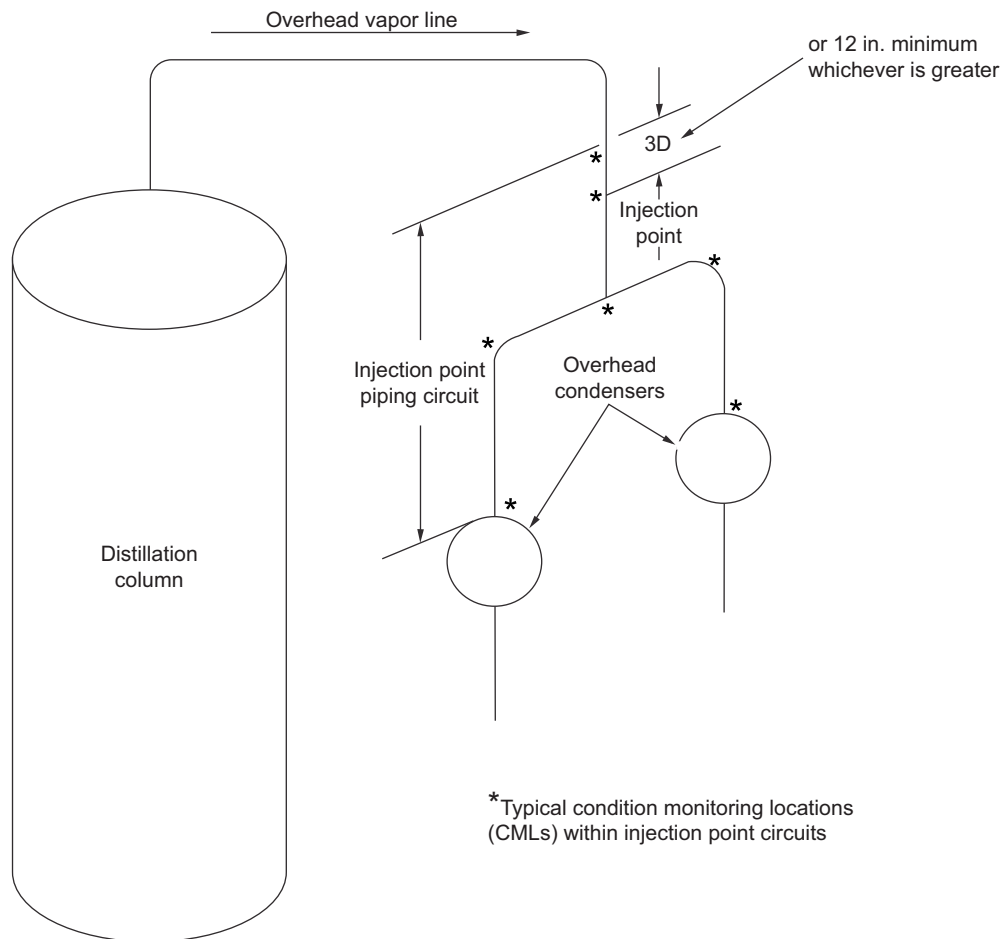 Overhead vapor line
or 12 in. minimum
whichever is greater
*
3D
*
Injection
point
*
*
*
Injection point
piping circuit
Overhead
condensers
*
*
Distillation
column
*Typical condition monitoring locations
(CMLs) within injection point circuits